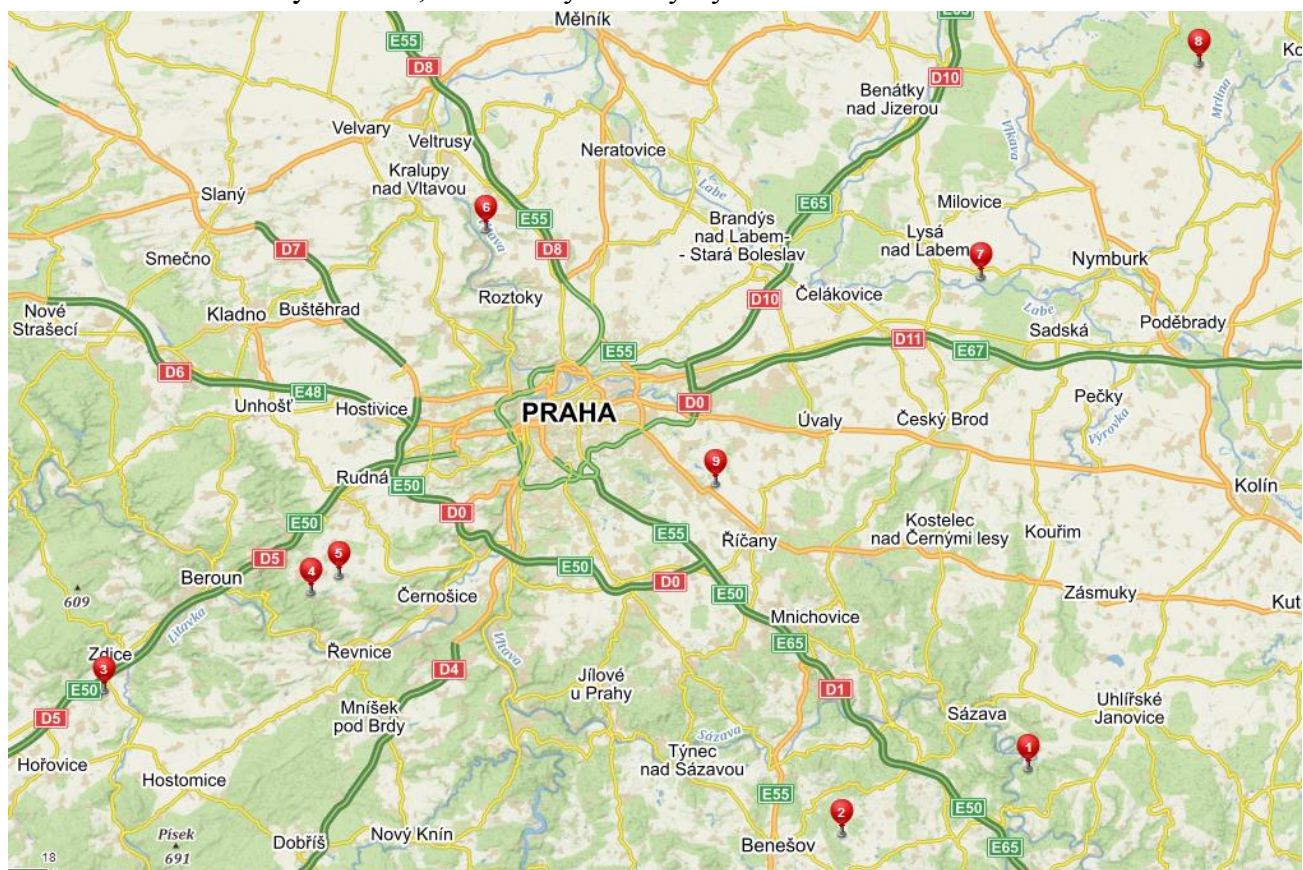 Mělník
E55
D8
E65
8
D10
Benátky
nad Jizerou
Mrlina
Vlkava
Velvary
Veltrusy
Neratovice
Kralupy
nad Vltavou
Labe
Slaný
6
E55
E65
Milovice
Brandýs
nad Labem-
- Stará Boleslav
Lysá
nad Labem
D7
D8
7
Nymburk
Smečno
Roztoky
D10
Čelákovice
Nové
Strašecí
Kladno
Buštěhrad
Labe
Sadská
Poděbrady
D11
E67
E55
D6
E48
Unhošť
Hostivice
PRAHA
D0
Úvaly
Český Brod
Pečky
Výrovka
9
Rudná
E50
Kolín
D0
E50
E55
Říčany
Kostelec
nad Černými lesy
Kouřim
D5
5
4
Beroun
E50
D0
E50
609
Černošice
Zásmuky
Kut
Litavka
Mnichovice
Zdice
Řevnice
Vltava
E65
3
E50
D4
Jílové
u Prahy
D1
D5
Mníšek
pod Brdy
Sázava
Uhlířské
Janovice
Sázava
1
Hořovice
Hostomice
Týnec
nad Sázavou
E55
2
E50
Písek
691
Dobříš
Nový Knín
Benešov
E65
18